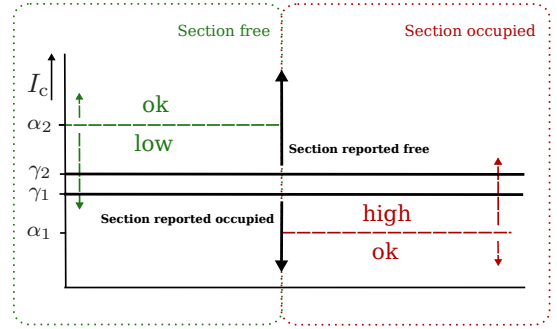 Section free
Section occupied
I_c
ok
α₂
low
Section reported free
γ₂
γ₁
Section reported occupied
high
α₁
ok